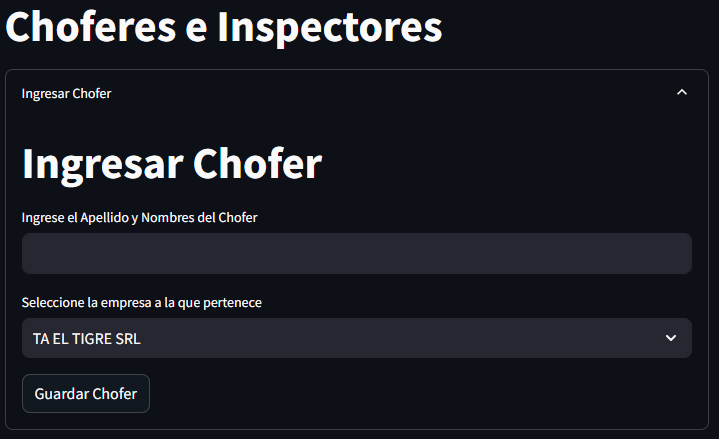 Choferes e Inspectores
Ingresar Chofer
Ingresar Chofer
Ingrese el Apellido y Nombres del Chofer
Seleccione la empresa a la que pertenece
TA EL TIGRE SRL
Guardar Chofer